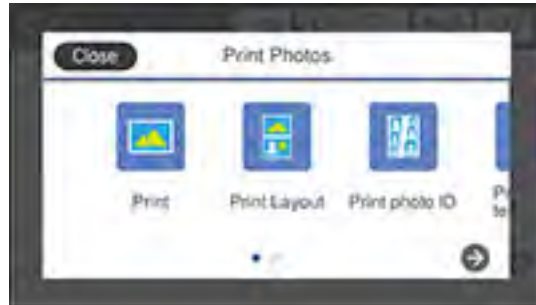 Close
Print Photos
Print
Print Layout
Print photo ID